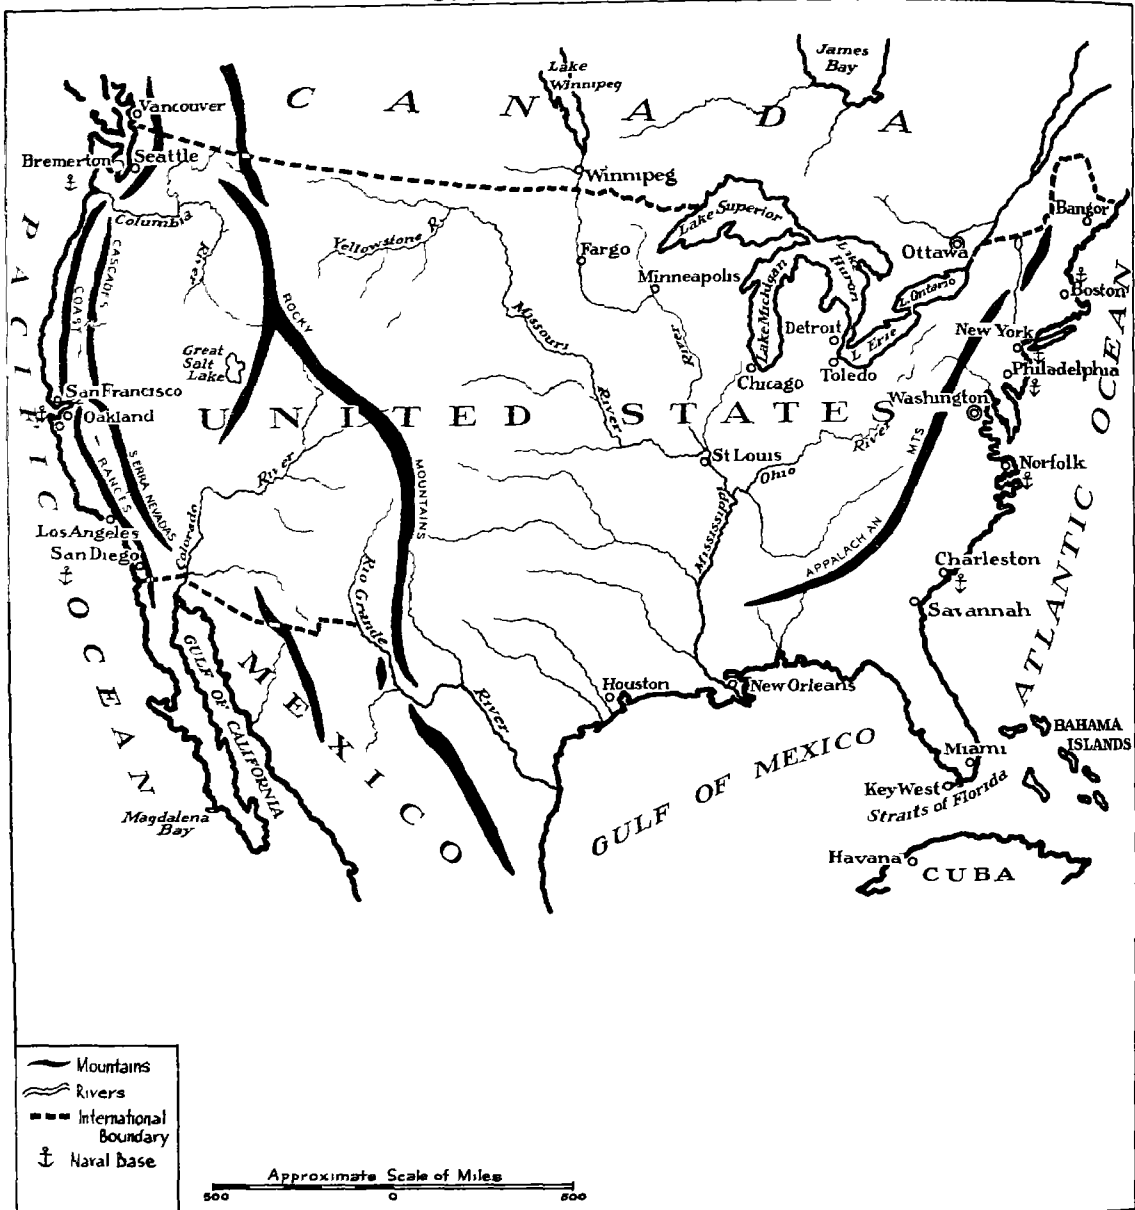 James
Bay
Lake
Winnipeg
CANADA
Vancouver
Bremerton
Seattle
Winnipeg
Columbia
River
Yellowstone R.
Lake Superior
Bangor
Ottawa
Fargo
Minneapolis
Lake Michigan
Lake
Huron
L. Ontario
Boston
PACIFIC OCEAN
CASCADES
COAST
RANGES
ROCKY
MOUNTAINS
Missouri
River
River
Detroit
L Erie
New York
Great
Salt
Lake
Chicago
Toledo
Philadelphia
San Francisco
Oakland
UNITED STATES
Washington
SIERRA NEVADAS
River
Colorado
St Louis
Ohio
River
MTS
APPALACHIAN
Norfolk
Mississippi
Los Angeles
San Diego
Rio Grande
River
Charleston
Savannah
ATLANTIC OCEAN
GULF OF CALIFORNIA
MEXICO
Houston
New Orleans
GULF OF MEXICO
Miami
BAHAMA
ISLANDS
Key West
Straits of Florida
Magdalena
Bay
Havana
CUBA
Mountains
Rivers
International
Boundary
Naval Base
Approximate Scale of Miles
500 0 500